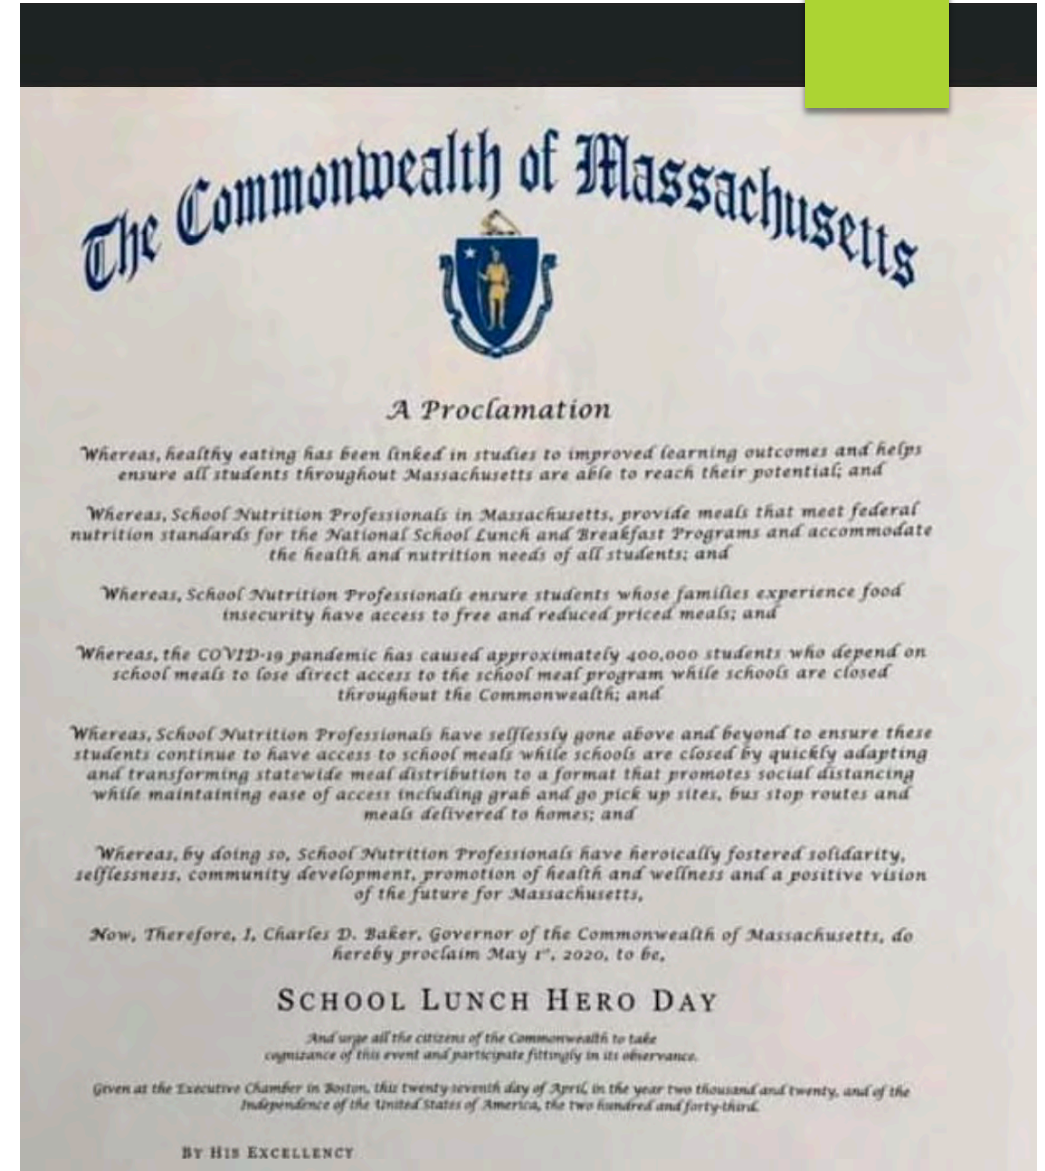 The Commonwealth of Massachusetts
A Proclamation
Whereas, healthy eating has been linked in studies to improved learning outcomes and helps
ensure all students throughout Massachusetts are able to reach their potential; and
Whereas, School Nutrition Professionals in Massachusetts, provide meals that meet federal
nutrition standards for the National School Lunch and Breakfast Programs and accommodate
the health and nutrition needs of all students; and
Whereas, School Nutrition Professionals ensure students whose families experience food
insecurity have access to free and reduced priced meals; and
Whereas, the COVID-19 pandemic has caused approximately 400,000 students who depend on
school meals to lose direct access to the school meal program while schools are closed
throughout the Commonwealth; and
Whereas, School Nutrition Professionals have selflessly gone above and beyond to ensure these
students continue to have access to school meals while schools are closed by quickly adapting
and transforming statewide meal distribution to a format that promotes social distancing
while maintaining ease of access including grab and go pick up sites, bus stop routes and
meals delivered to homes; and
Whereas, by doing so, School Nutrition Professionals have heroically fostered solidarity,
selflessness, community development, promotion of health and wellness and a positive vision
of the future for Massachusetts,
Now, Therefore, I, Charles D. Baker, Governor of the Commonwealth of Massachusetts, do
hereby proclaim May 1st, 2020, to be,
SCHOOL LUNCH HERO DAY
And urge all the citizens of the Commonwealth to take
cognizance of this event and participate fittingly in its observance.
Given at the Executive Chamber in Boston, this twenty-seventh day of April, in the year two thousand and twenty, and of the
Independence of the United States of America, the two hundred and forty-third.
BY HIS EXCELLENCY